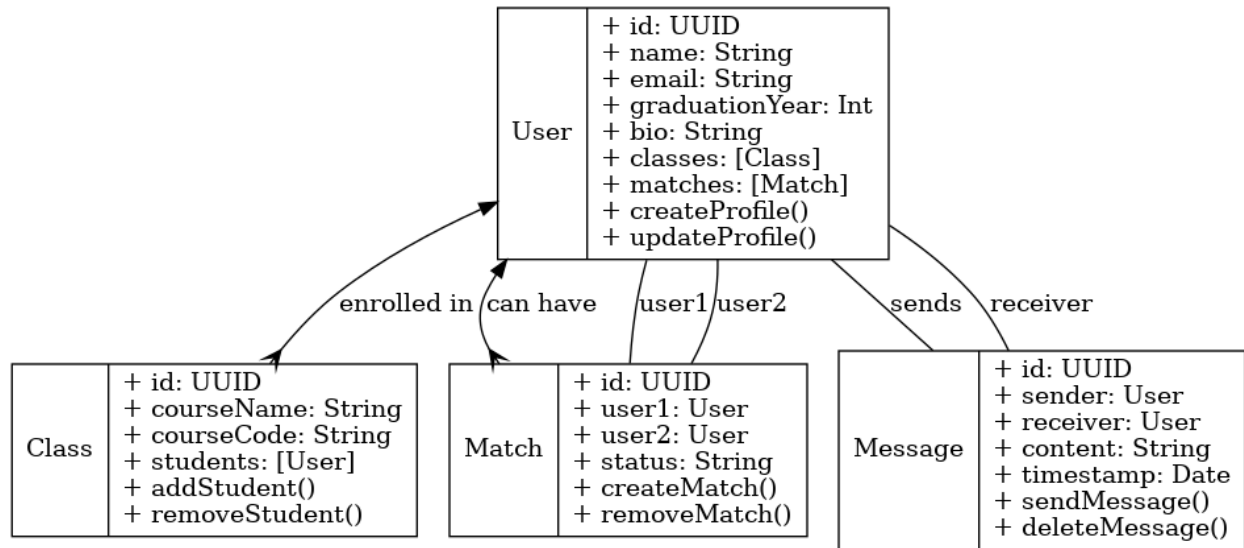 User
+ id: UUID
+ name: String
+ email: String
+ graduationYear: Int
+ bio: String
+ classes: [Class]
+ matches: [Match]
+ createProfile()
+ updateProfile()
enrolled in
can have
user1
user2
sends
receiver
Class
+ id: UUID
+ courseName: String
+ courseCode: String
+ students: [User]
+ addStudent()
+ removeStudent()
Match
+ id: UUID
+ user1: User
+ user2: User
+ status: String
+ createMatch()
+ removeMatch()
Message
+ id: UUID
+ sender: User
+ receiver: User
+ content: String
+ timestamp: Date
+ sendMessage()
+ deleteMessage()